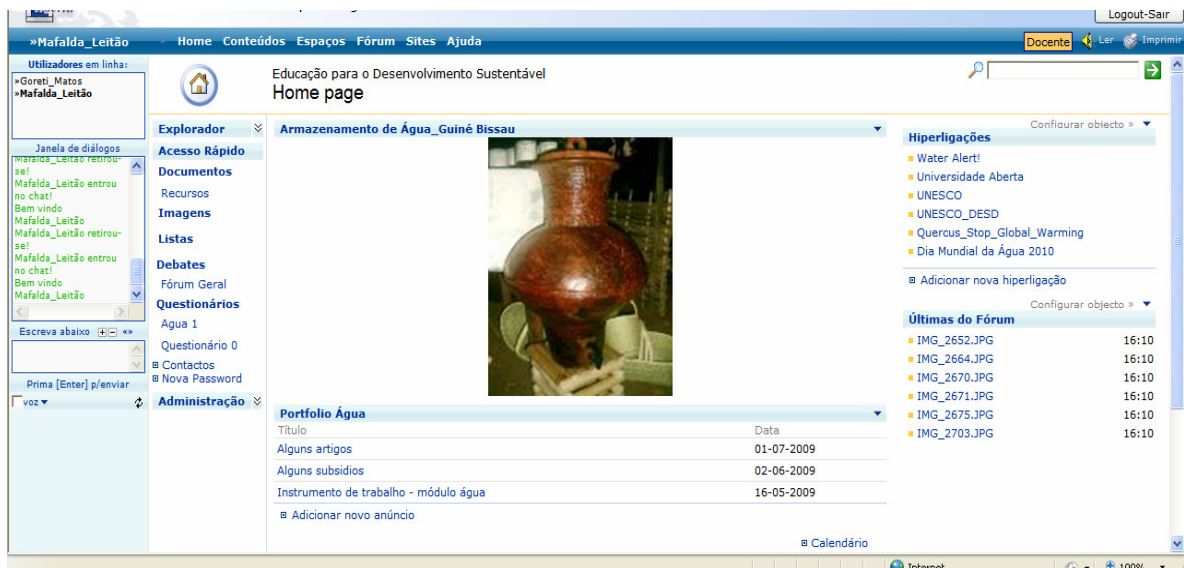 Logout-Sair
»Mafalda_Leitão
Home Conteúdos Espaços Fórum Sites Ajuda
Docente
Ler
Imprimir
Utilizadores em linha:
»Goreti_Matos
»Mafalda_Leitão
Janela de diálogos
Mafalda_Leitão retirou-
se!
Mafalda_Leitão entrou
no chat!
Bem vindo
Mafalda_Leitão
Mafalda_Leitão retirou-
se!
Mafalda_Leitão entrou
no chat!
Bem vindo
Mafalda_Leitão
Escreva abaixo
Prima [Enter] p/enviar
voz
Educação para o Desenvolvimento Sustentável
Home page
Explorador
Acesso Rápido
Documentos
Recursos
Imagens
Listas
Debates
Fórum Geral
Questionários
Agua 1
Questionário 0
Contactos
Nova Password
Administração
Armazenamento de Água_Guiné Bissau
Portfolio Água
Título Data
Alguns artigos 01-07-2009
Alguns subsidios 02-06-2009
Instrumento de trabalho - módulo água 16-05-2009
Adicionar novo anúncio
Calendário
Configurar objecto »
Hiperligações
Water Alert!
Universidade Aberta
UNESCO
UNESCO_DESD
Quercus_Stop_Global_Warming
Dia Mundial da Água 2010
Adicionar nova hiperligação
Configurar objecto »
Últimas do Fórum
IMG_2652.JPG 16:10
IMG_2664.JPG 16:10
IMG_2670.JPG 16:10
IMG_2671.JPG 16:10
IMG_2675.JPG 16:10
IMG_2703.JPG 16:10
Internet
100%